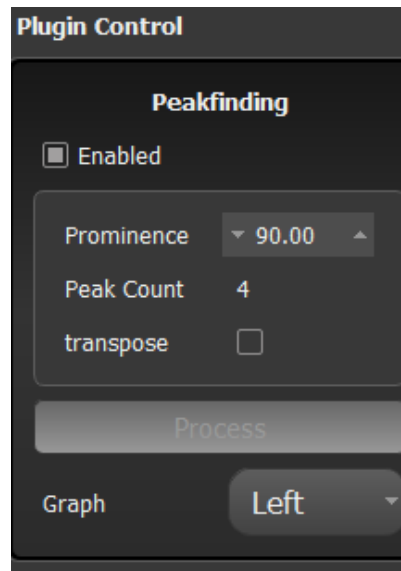 Plugin Control
Peakfinding
Enabled
Prominence 90.00
Peak Count 4
transpose
Process
Graph Left